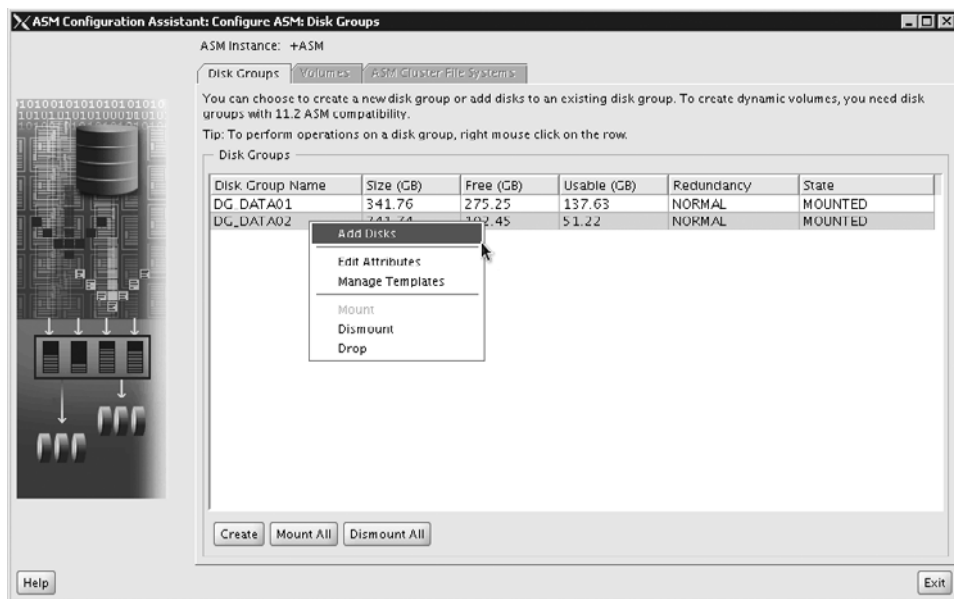 ASM Configuration Assistant: Configure ASM: Disk Groups
ASM Instance: +ASM
Disk Groups Volumes ASM Cluster File Systems
You can choose to create a new disk group or add disks to an existing disk group. To create dynamic volumes, you need disk
groups with 11.2 ASM compatibility.
Tip: To perform operations on a disk group, right mouse click on the row.
Disk Groups
Disk Group Name Size (GB) Free (GB) Usable (GB) Redundancy State
DG_DATA01 341.76 275.25 137.63 NORMAL MOUNTED
DG_DATA02 51.22 NORMAL MOUNTED
Add Disks
Edit Attributes
Manage Templates
Mount
Dismount
Drop
Create Mount All Dismount All
Help Exit